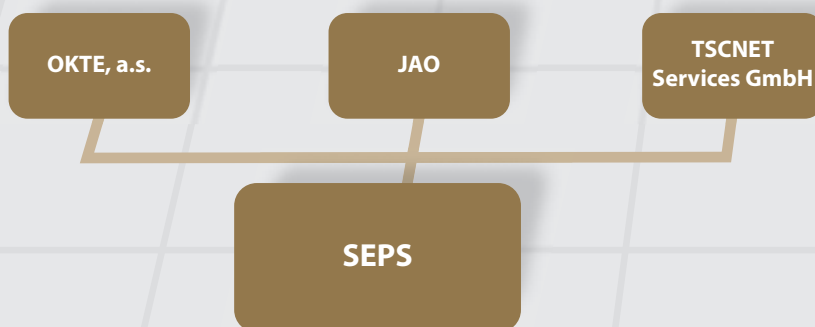 OKTE, a.s.
JAO
TSCNET
Services GmbH
SEPS